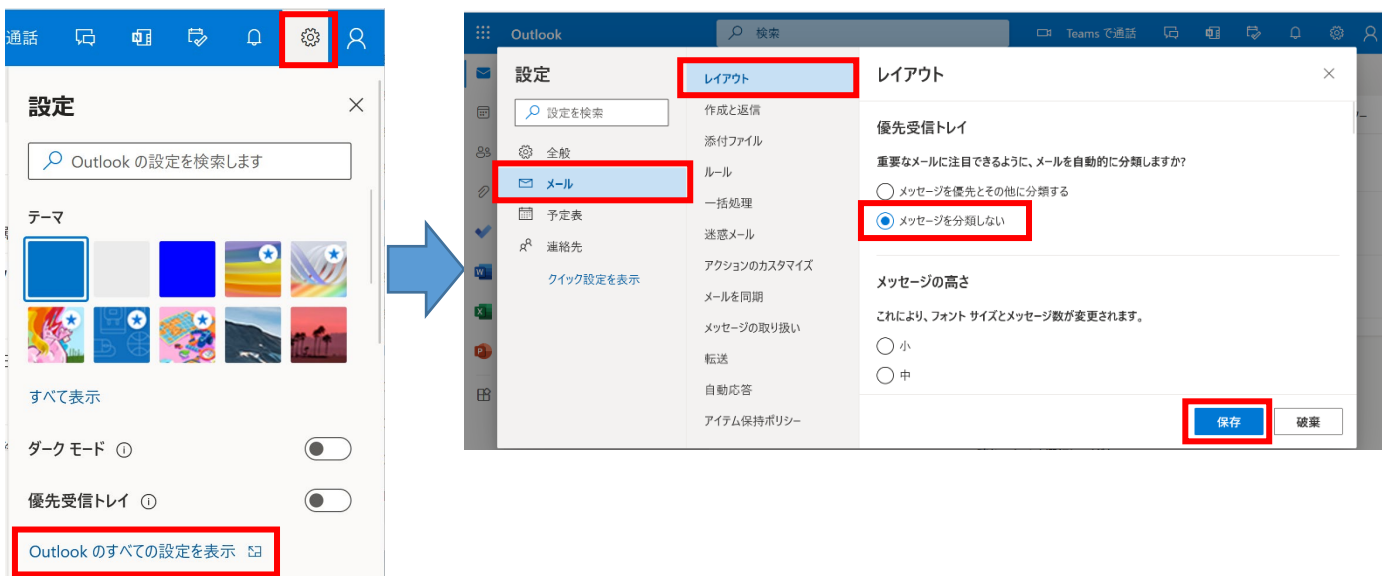 通話
設定
Outlook の設定を検索します
テーマ
すべて表示
ダーク モード
優先受信トレイ
Outlook のすべての設定を表示
Outlook
検索
Teams で通話
設定
設定を検索
全般
メール
予定表
連絡先
クイック設定を表示
レイアウト
作成と返信
添付ファイル
ルール
一括処理
迷惑メール
アクションのカスタマイズ
メールを同期
メッセージの取り扱い
転送
自動応答
アイテム保持ポリシー
レイアウト
優先受信トレイ
重要なメールに注目できるように、メールを自動的に分類しますか?
メッセージを優先とその他に分類する
メッセージを分類しない
メッセージの高さ
これにより、フォント サイズとメッセージ数が変更されます。
小
中
保存
破棄